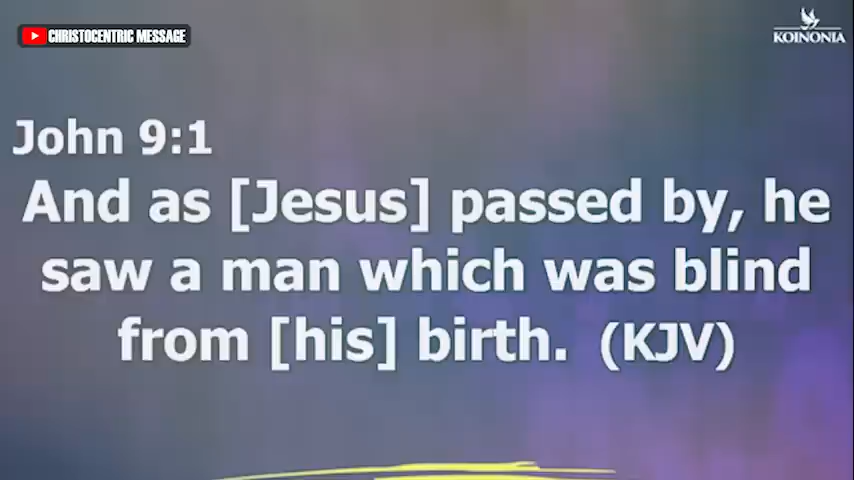 CHRISTOCENTRIC MESSAGE
KOINONIA
John 9:1
And as [Jesus] passed by, he
saw a man which was blind
from [his] birth. (KJV)